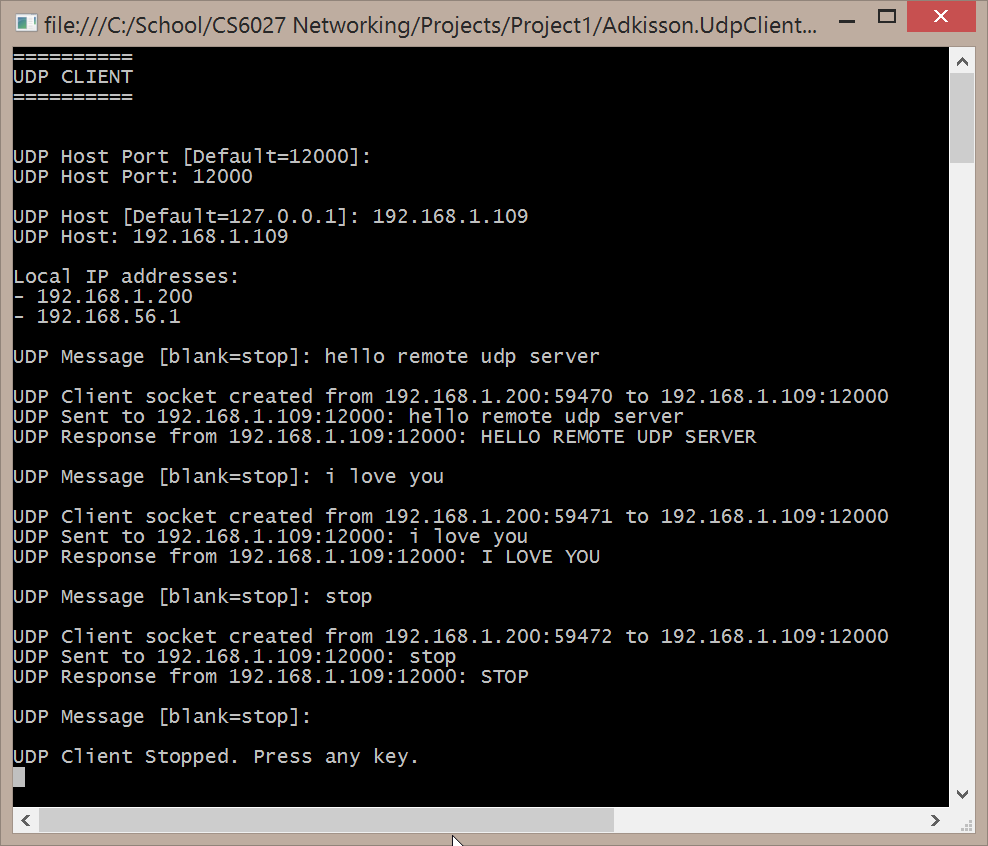 file:///C:/School/CS6027 Networking/Projects/Project1/Adkisson.UdpClient...
==========
UDP CLIENT
==========
UDP Host Port [Default=12000]:
UDP Host Port: 12000
UDP Host [Default=127.0.0.1]: 192.168.1.109
UDP Host: 192.168.1.109
Local IP addresses:
- 192.168.1.200
- 192.168.56.1
UDP Message [blank=stop]: hello remote udp server
UDP Client socket created from 192.168.1.200:59470 to 192.168.1.109:12000
UDP Sent to 192.168.1.109:12000: hello remote udp server
UDP Response from 192.168.1.109:12000: HELLO REMOTE UDP SERVER
UDP Message [blank=stop]: i love you
UDP Client socket created from 192.168.1.200:59471 to 192.168.1.109:12000
UDP Sent to 192.168.1.109:12000: i love you
UDP Response from 192.168.1.109:12000: I LOVE YOU
UDP Message [blank=stop]: stop
UDP Client socket created from 192.168.1.200:59472 to 192.168.1.109:12000
UDP Sent to 192.168.1.109:12000: stop
UDP Response from 192.168.1.109:12000: STOP
UDP Message [blank=stop]:
UDP Client Stopped. Press any key.